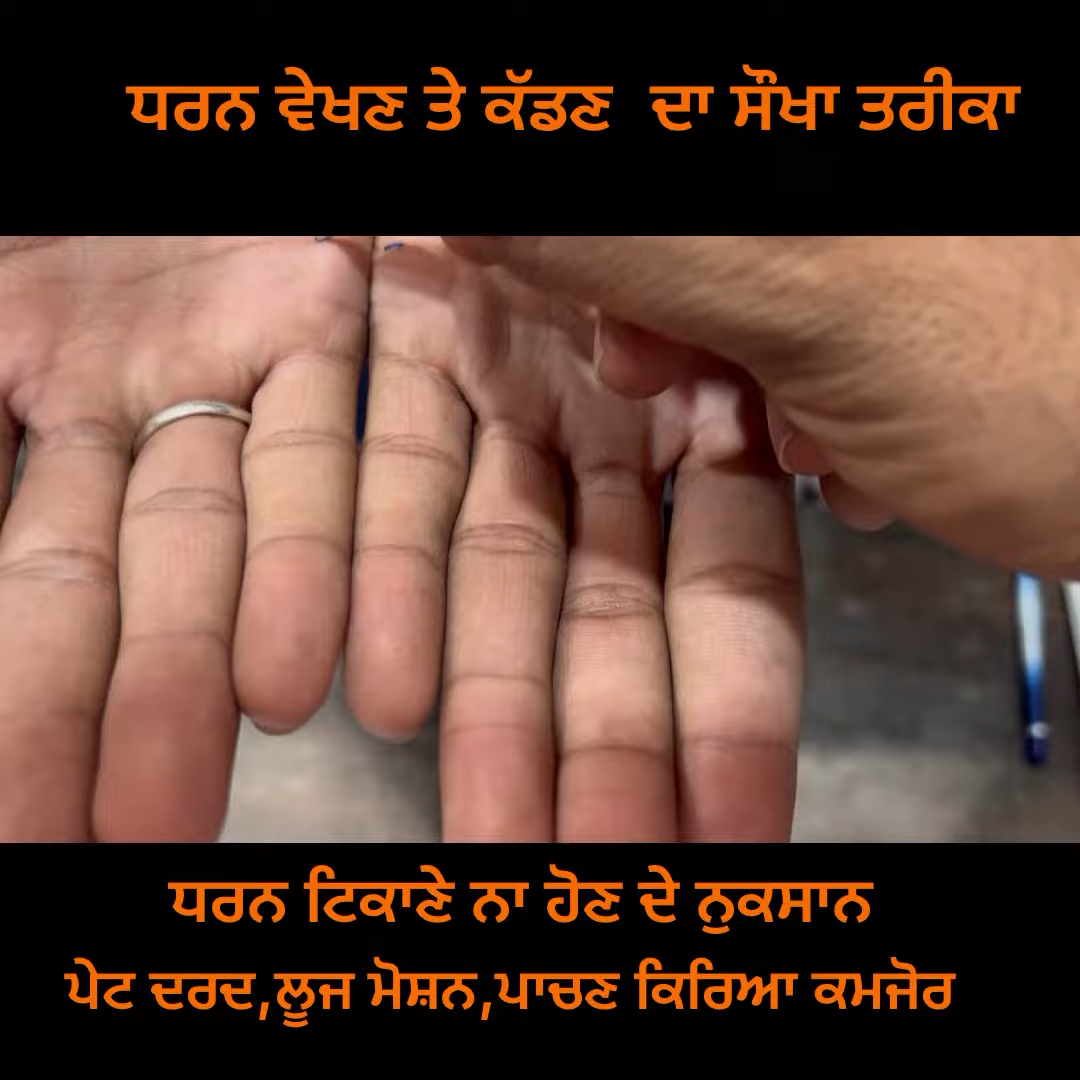 ਧਰਨ ਵੇਖਣ ਤੇ ਕੱਡਣ ਦਾ ਸੌਖਾ ਤਰੀਕਾ
ਧਰਨ ਟਿਕਾਣੇ ਨਾ ਹੋਣ ਦੇ ਨੁਕਸਾਨ
ਪੇਟ ਦਰਦ,ਲੂਜ ਮੋਸ਼ਨ,ਪਾਚਣ ਕਿਰਿਆ ਕਮਜੋਰ